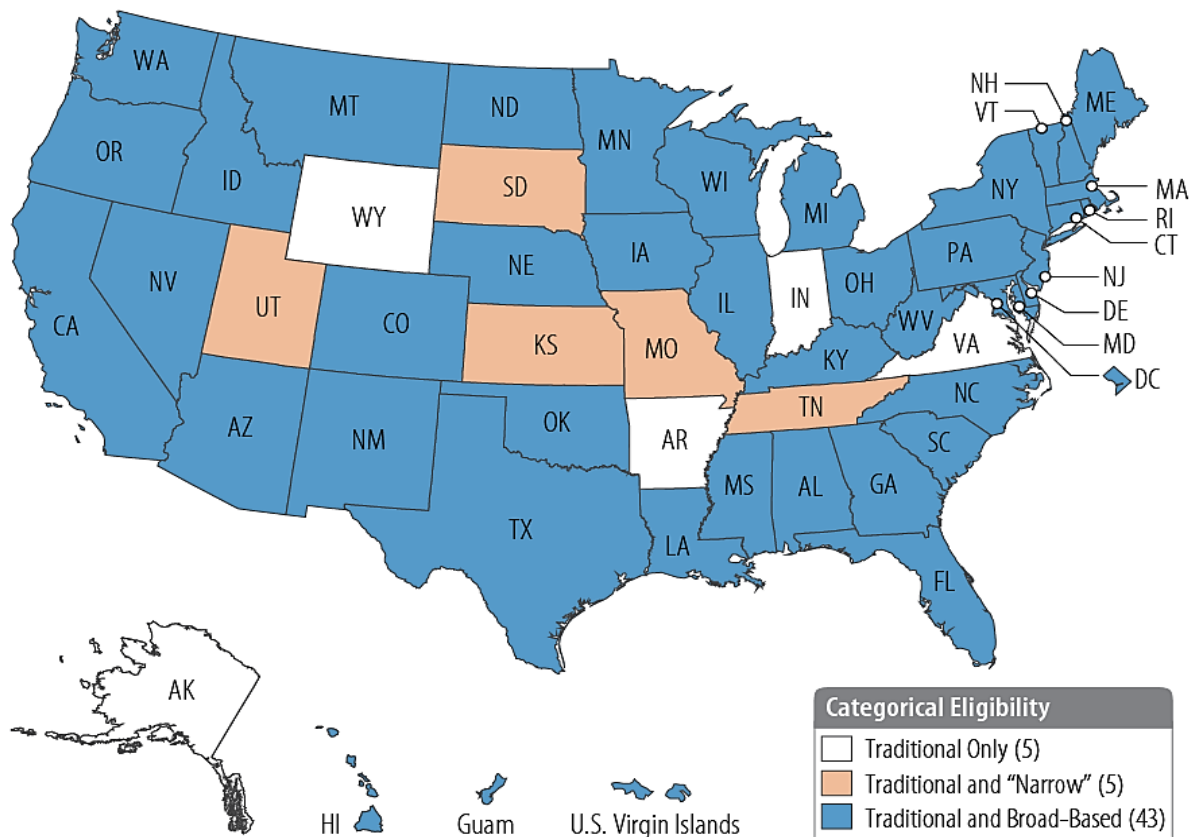 WA
MT
ND
MN
NH
VT
ME
OR
ID
SD
WI
MI
NY
MA
RI
CT
WY
NV
UT
NE
IA
PA
NJ
DE
MD
DC
CA
CO
KS
MO
IL
IN
OH
WV
VA
KY
AZ
NM
OK
AR
TN
NC
SC
TX
LA
MS
AL
GA
FL
AK
HI
Guam
U.S. Virgin Islands
Categorical Eligibility
Traditional Only (5)
Traditional and “Narrow” (5)
Traditional and Broad-Based (43)